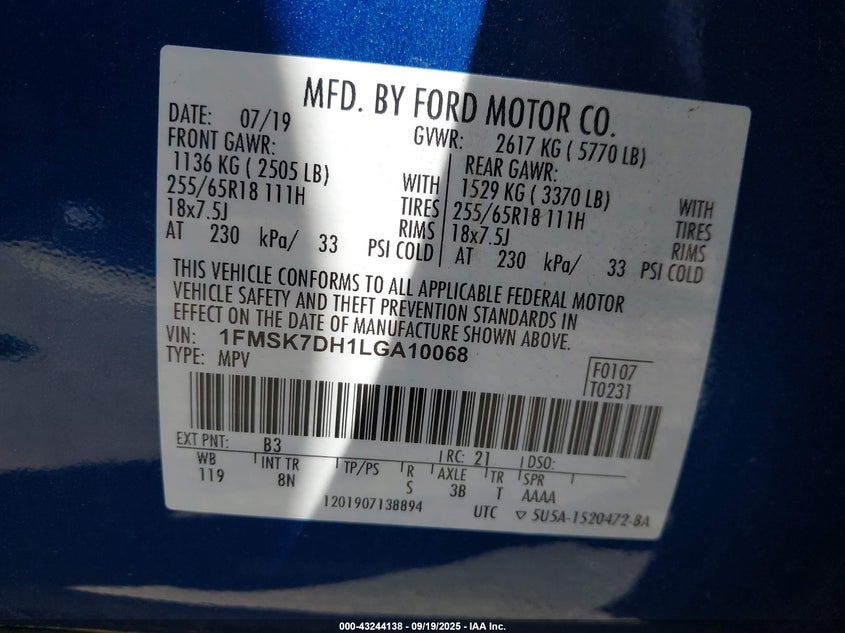 MFD. BY FORD MOTOR CO.
DATE: 07/19 GVWR: 2617 KG ( 5770 LB)
FRONT GAWR: REAR GAWR:
1136 KG ( 2505 LB) WITH 1529 KG ( 3370 LB) WITH
255/65R18 111H TIRES 255/65R18 111H TIRES
18x7.5J RIMS 18x7.5J RIMS
AT 230 kPa/ 33 PSI COLD AT 230 kPa/ 33 PSI COLD
THIS VEHICLE CONFORMS TO ALL APPLICABLE FEDERAL MOTOR
VEHICLE SAFETY AND THEFT PREVENTION STANDARDS IN
EFFECT ON THE DATE OF MANUFACTURE SHOWN ABOVE.
VIN: 1FMSK7DH1LGA10068
TYPE: MPV F0107
T0231
EXT PNT: B3 RC: 21 DSO:
WB INT TR TP/PS R AXLE TR SPR
119 8N S 3B T AAAA
1201907138894 UTC ▽ 5U5A-1520472-BA
000-43244138 - 09/19/2025 - IAA Inc.